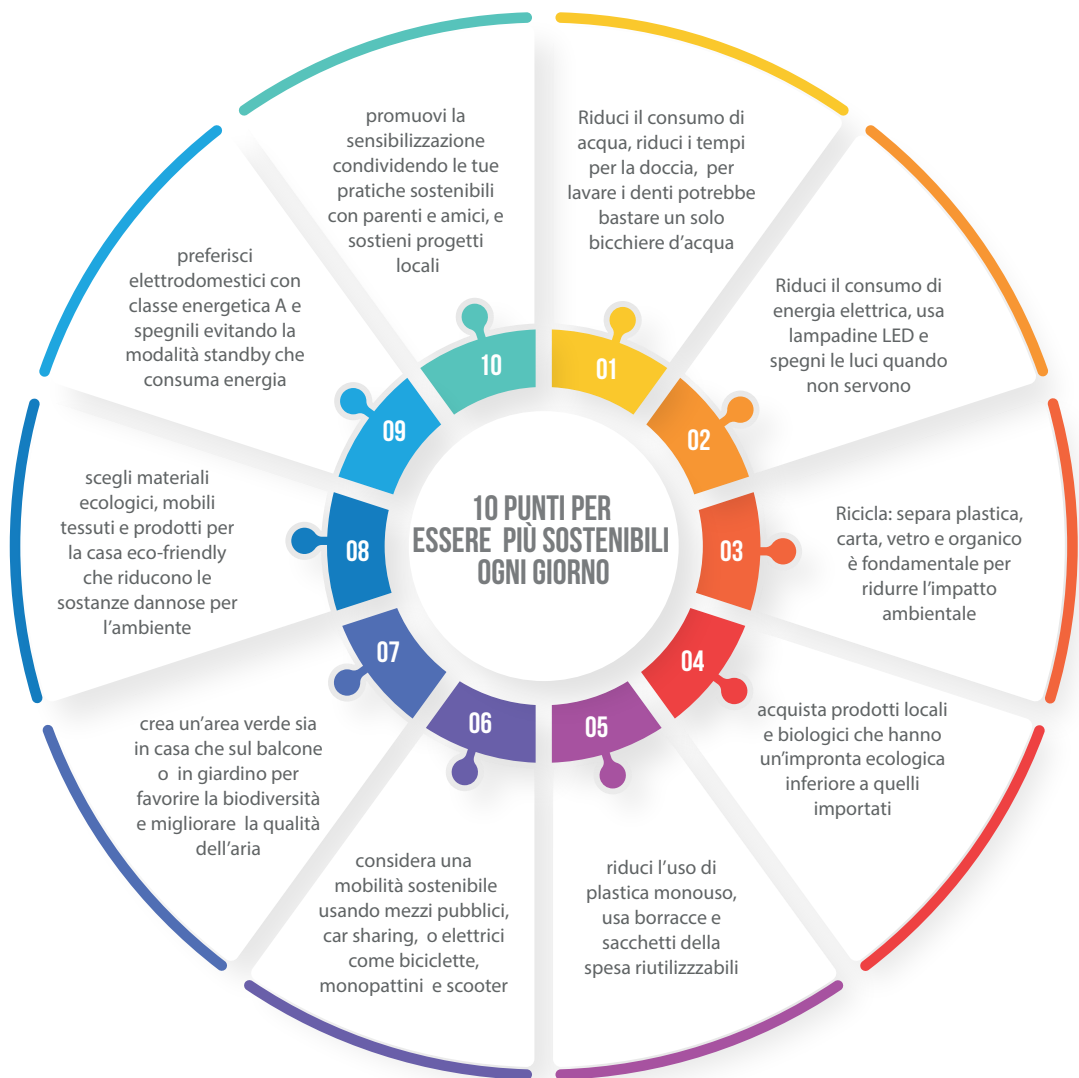 10 PUNTI PER
ESSERE PIÙ SOSTENIBILI
OGNI GIORNO
01
Riduci il consumo di
acqua, riduci i tempi
per la doccia, per
lavare i denti potrebbe
bastare un solo
bicchiere d’acqua
02
Riduci il consumo di
energia elettrica, usa
lampadine LED e
spegni le luci quando
non servono
03
Ricicla: separa plastica,
carta, vetro e organico
è fondamentale per
ridurre l’impatto
ambientale
04
acquista prodotti locali
e biologici che hanno
un’impronta ecologica
inferiore a quelli
importati
05
riduci l’uso di
plastica monouso,
usa borracce e
sacchetti della
spesa riutilizzzabili
06
considera una
mobilità sostenibile
usando mezzi pubblici,
car sharing, o elettrici
come biciclette,
monopattini e scooter
07
crea un’area verde sia
in casa che sul balcone
o in giardino per
favorire la biodiversità
e migliorare la qualità
dell’aria
08
scegli materiali
ecologici, mobili
tessuti e prodotti per
la casa eco-friendly
che riducono le
sostanze dannose per
l’ambiente
09
preferisci
elettrodomestici con
classe energetica A e
spegnili evitando la
modalità standby che
consuma energia
10
promuovi la
sensibilizzazione
condividendo le tue
pratiche sostenibili
con parenti e amici, e
sostieni progetti
locali